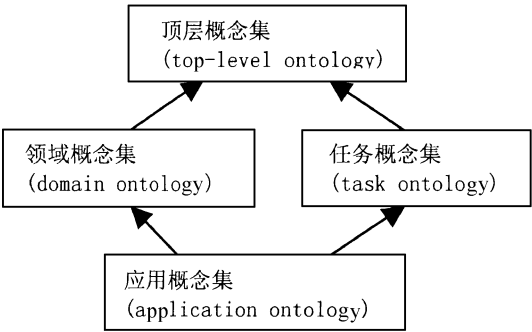 顶层概念集
(top-level ontology)
领域概念集
(domain ontology)
任务概念集
(task ontology)
应用概念集
(application ontology)